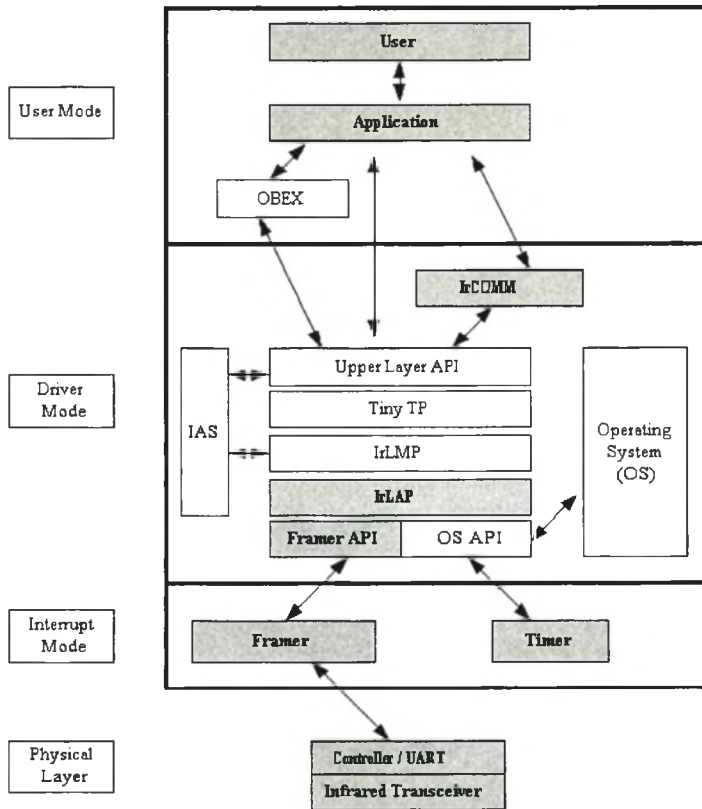 User
User Mode
Application
OBEX
IrCOMM
Upper Layer API
Driver
Mode
Tiny TP
IAS
IrLMP
Operating
System
(OS)
IrLAP
Framer API
OS API
Interrupt
Mode
Framer
Timer
Physical
Layer
Controller / UART
Infrared Transceiver